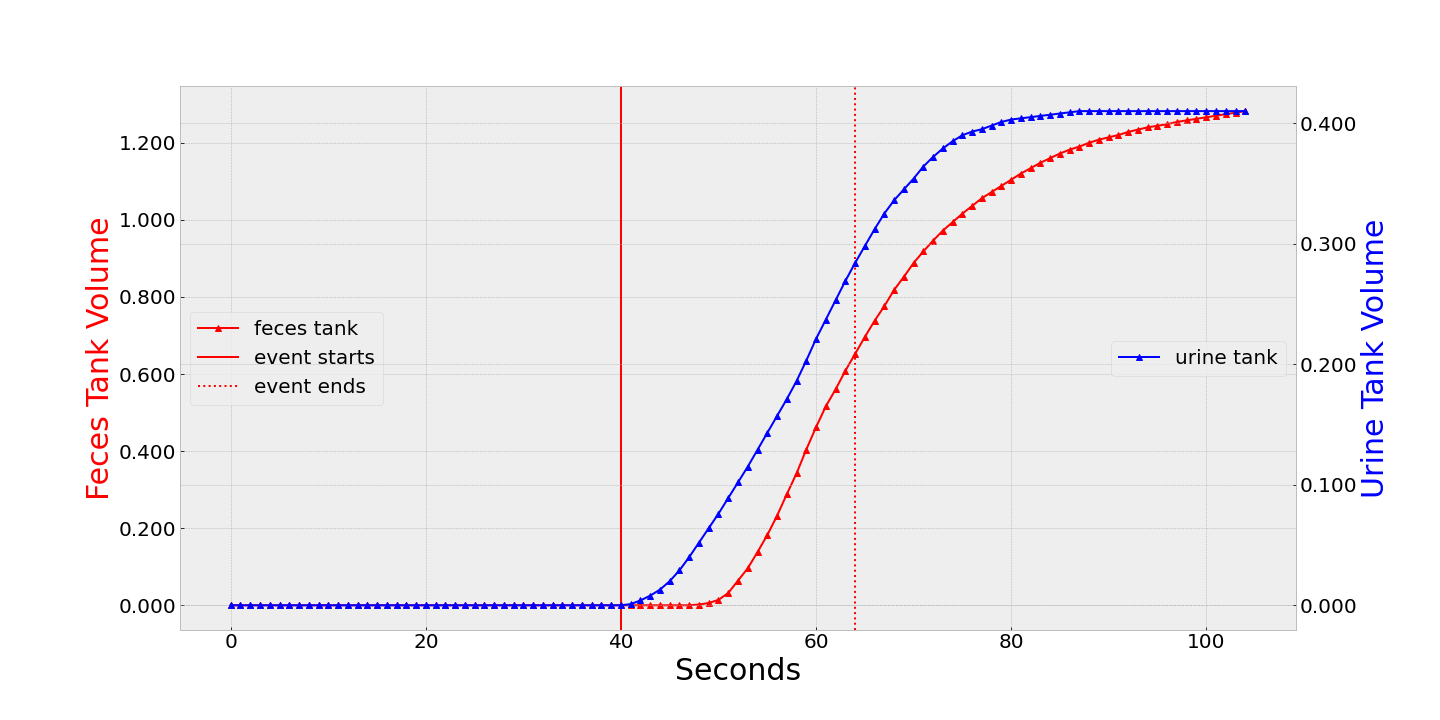 Feces Tank Volume
1.200
1.000
0.800
0.600
0.400
0.200
0.000
feces tank
event starts
event ends
urine tank
0.400
0.300
0.200
0.100
0.000
Urine Tank Volume
0 20 40 60 80 100
Seconds